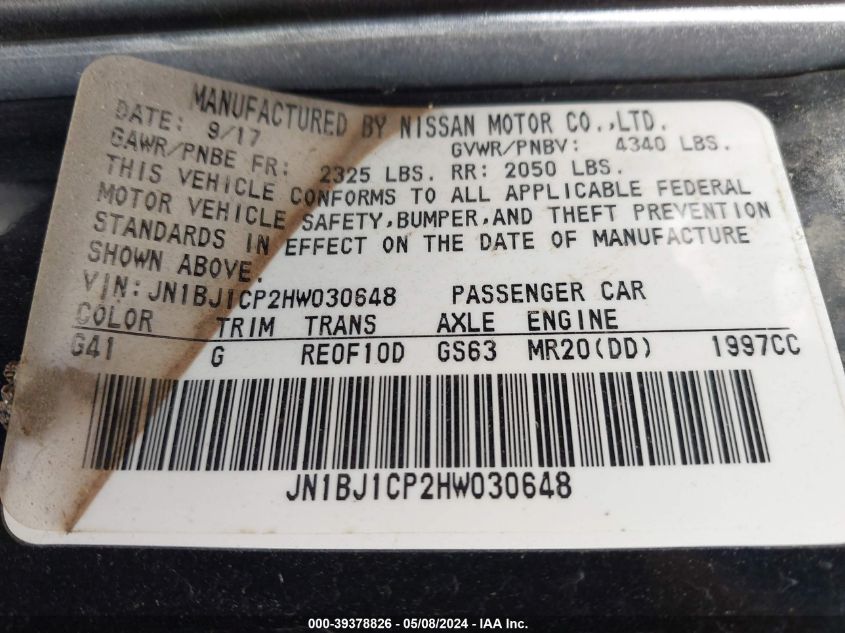 MANUFACTURED BY NISSAN MOTOR CO.,LTD.
DATE: 9/17 GVWR/PNBV: 4340 LBS.
GAWR/PNBE FR: 2325 LBS. RR: 2050 LBS.
THIS VEHICLE CONFORMS TO ALL APPLICABLE FEDERAL
MOTOR VEHICLE SAFETY,BUMPER,AND THEFT PREVENTION
STANDARDS IN EFFECT ON THE DATE OF MANUFACTURE
SHOWN ABOVE.
VIN: JN1BJ1CP2HW030648 PASSENGER CAR
COLOR TRIM TRANS AXLE ENGINE
G41 G RE0F10D GS63 MR20(DD) 1997CC
JN1BJ1CP2HW030648
000-39378826 - 05/08/2024 - IAA Inc.